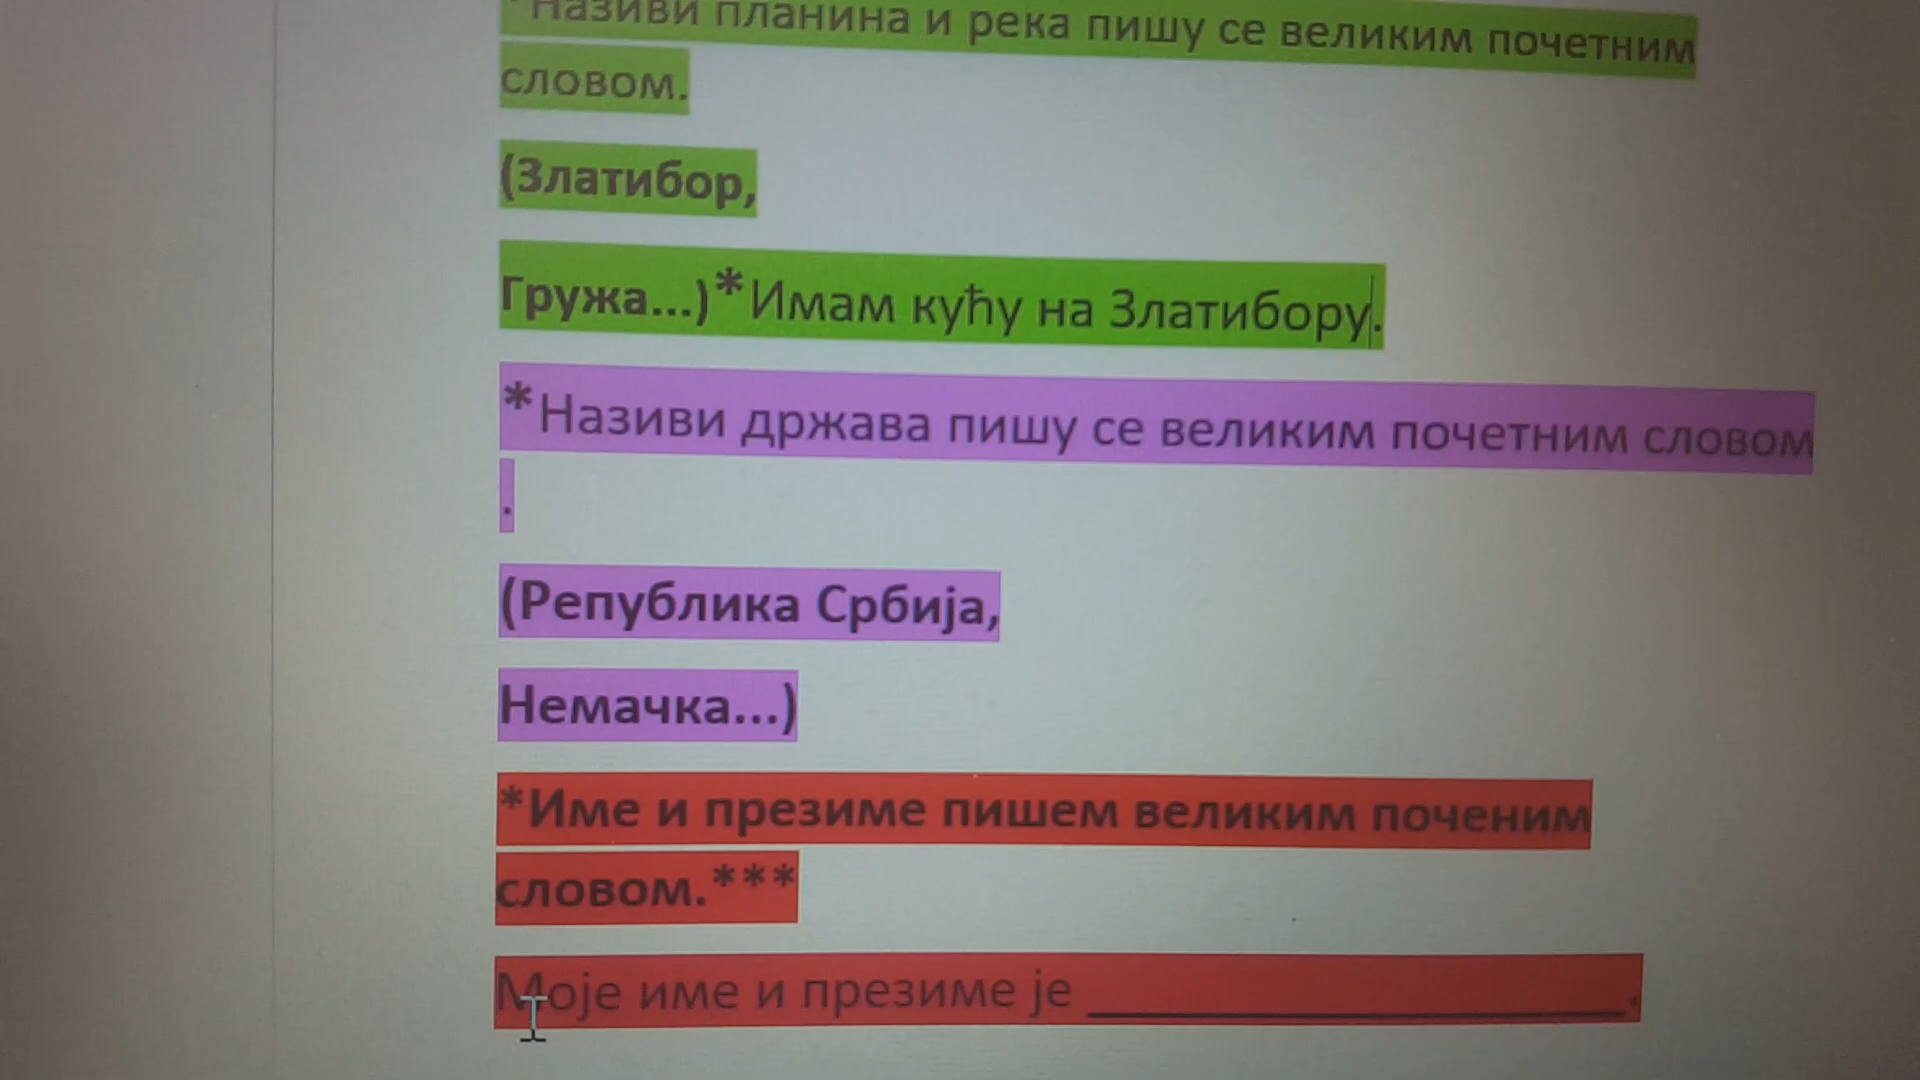 *Називи планина и река пишу се великим почетним
словом.
(Златибор,
Гружа...)*Имам кућу на Златибору.
*Називи држава пишу се великим почетним словом
.
(Република Србија,
Немачка...)
*Име и презиме пишем великим поченим
словом.***
Моје име и презиме је ____________________.